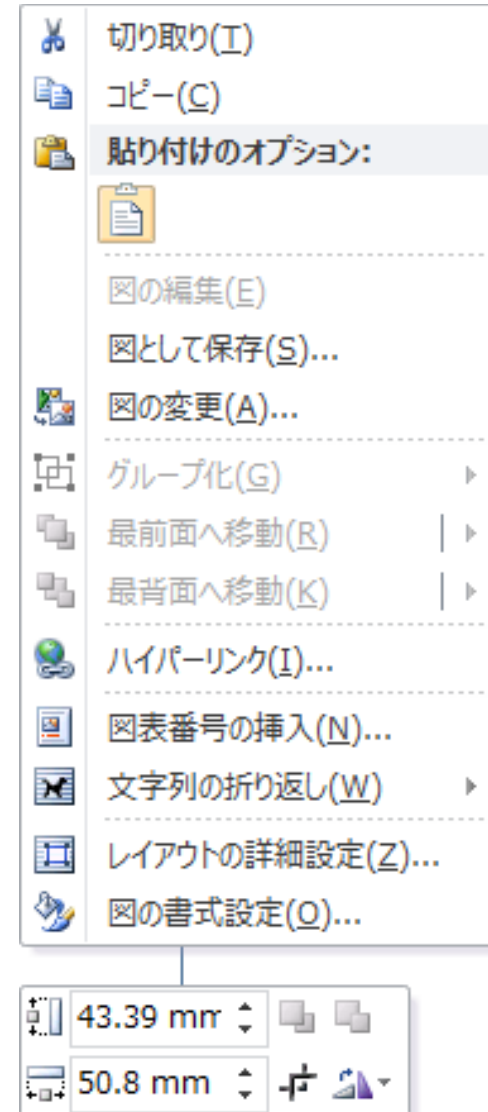 切り取り(T)
コピー(C)
貼り付けのオプション:
図の編集(E)
図として保存(S)...
図の変更(A)...
グループ化(G)
最前面へ移動(R)
最背面へ移動(K)
ハイパーリンク(I)...
図表番号の挿入(N)...
文字列の折り返し(W)
レイアウトの詳細設定(Z)...
図の書式設定(O)...
43.39 mm
50.8 mm